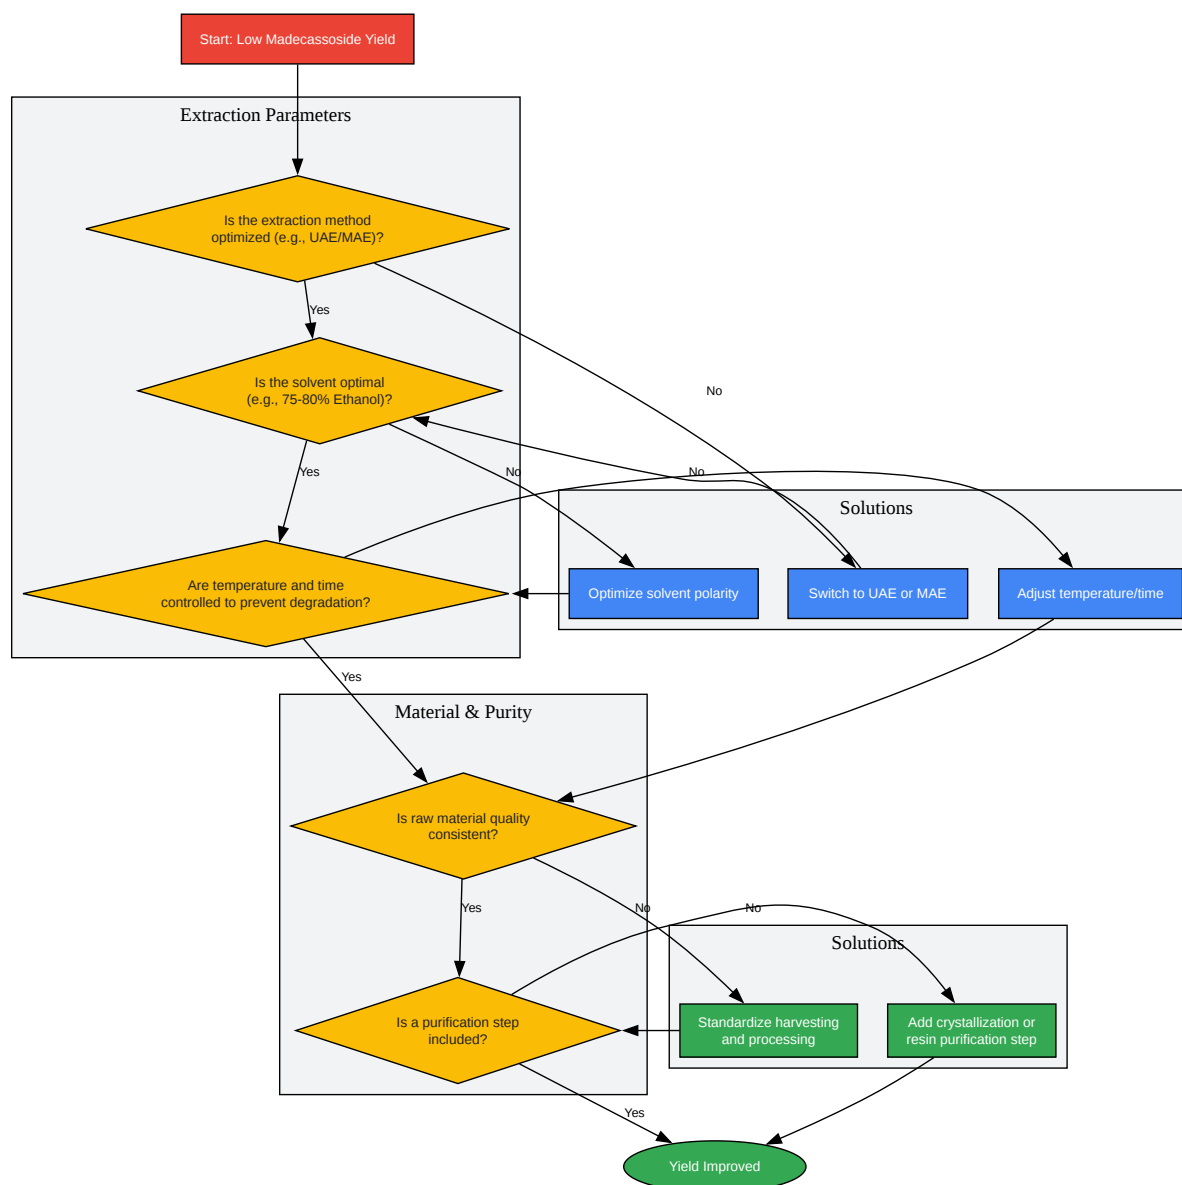 Start: Low Madecassoside Yield
Extraction Parameters
Is the extraction method
optimized (e.g., UAE/MAE)?
Yes
No
Is the solvent optimal
(e.g., 75-80% Ethanol)?
Yes
No
No
Solutions
Are temperature and time
controlled to prevent degradation?
Optimize solvent polarity
Switch to UAE or MAE
Adjust temperature/time
Yes
Material & Purity
Is raw material quality
consistent?
Yes
No
No
Solutions
Is a purification step
included?
Standardize harvesting
and processing
Add crystallization or
resin purification step
Yes
Yield Improved